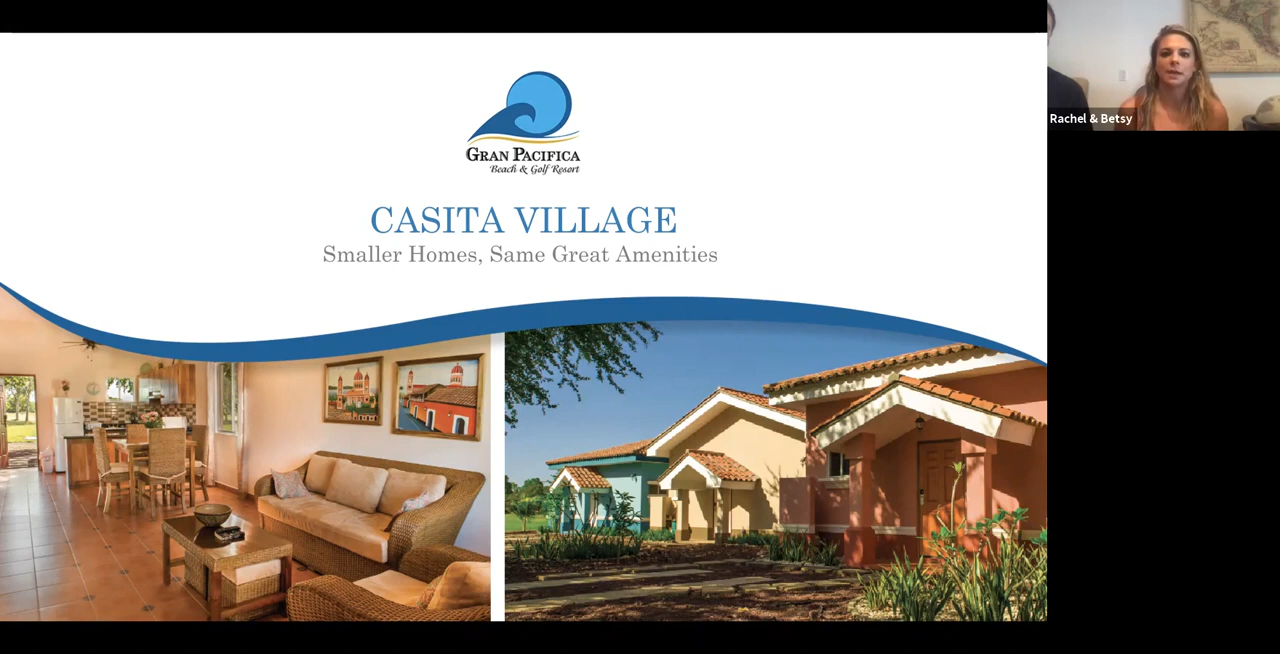 GRAN PACIFICA
Beach & Golf Resort
CASITA VILLAGE
Smaller Homes, Same Great Amenities
Rachel & Betsy